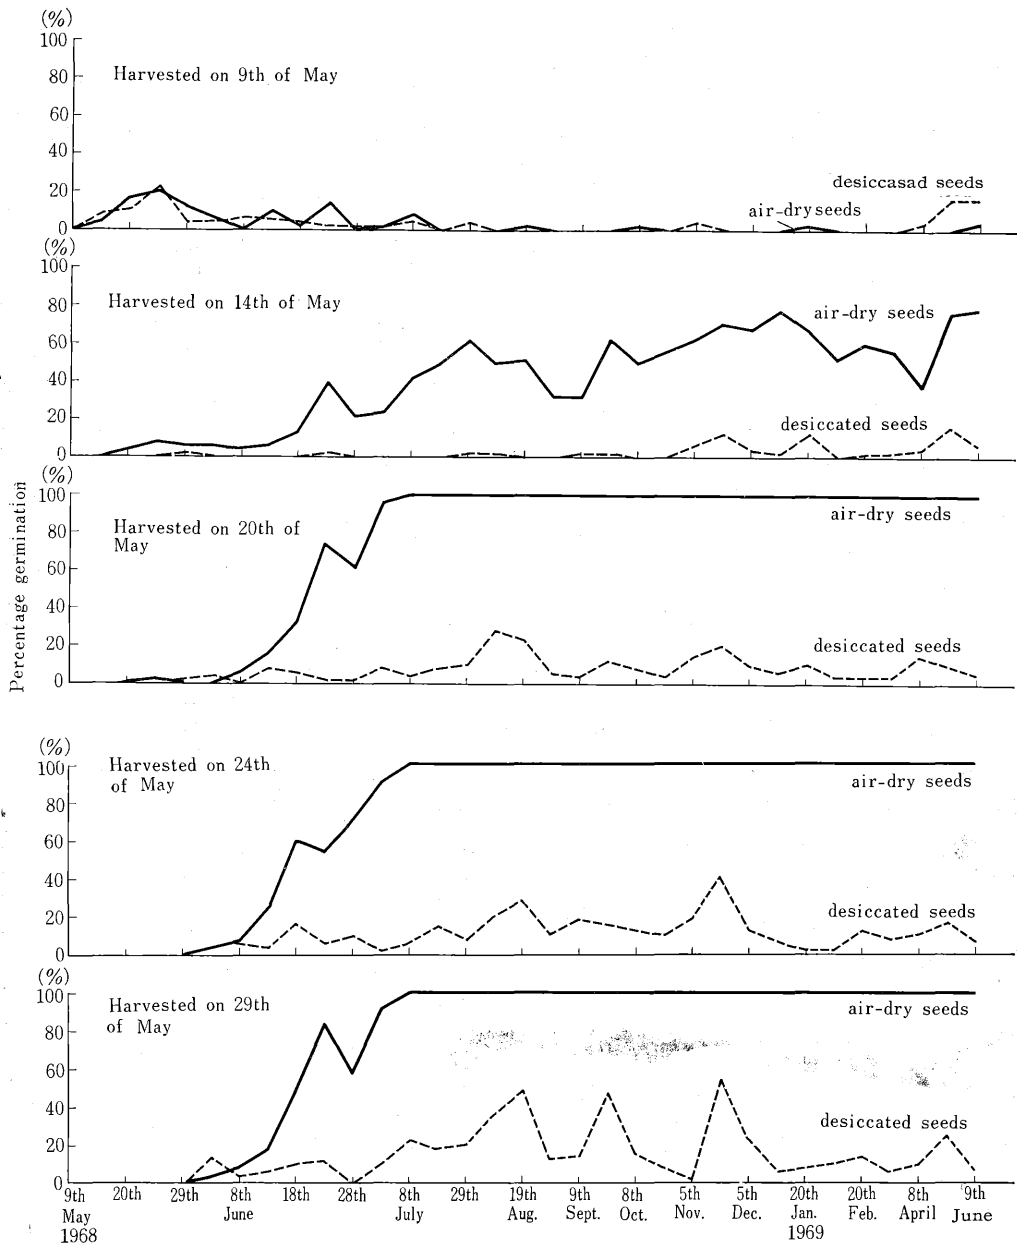 (%)
100
80
60
40
20
0
Harvested on 9th of May
desiccasad seeds
air-dry seeds
(%)
100
80
60
40
20
0
Harvested on 14th of May
air-dry seeds
desiccated seeds
(%)
100
80
60
40
20
0
Harvested on 20th of
May
air-dry seeds
desiccated seeds
Percentage germination
(%)
100
80
60
40
20
0
Harvested on 24th
of May
air-dry seeds
desiccated seeds
(%)
100
80
60
40
20
0
Harvested on 29th
of May
air-dry seeds
desiccated seeds
9th 20th 29th 8th 18th 28th 8th 29th 19th 9th 8th 5th 5th 20th 20th 8th 9th
May June July Aug. Sept. Oct. Nov. Dec. Jan. Feb. April June
1968 1969